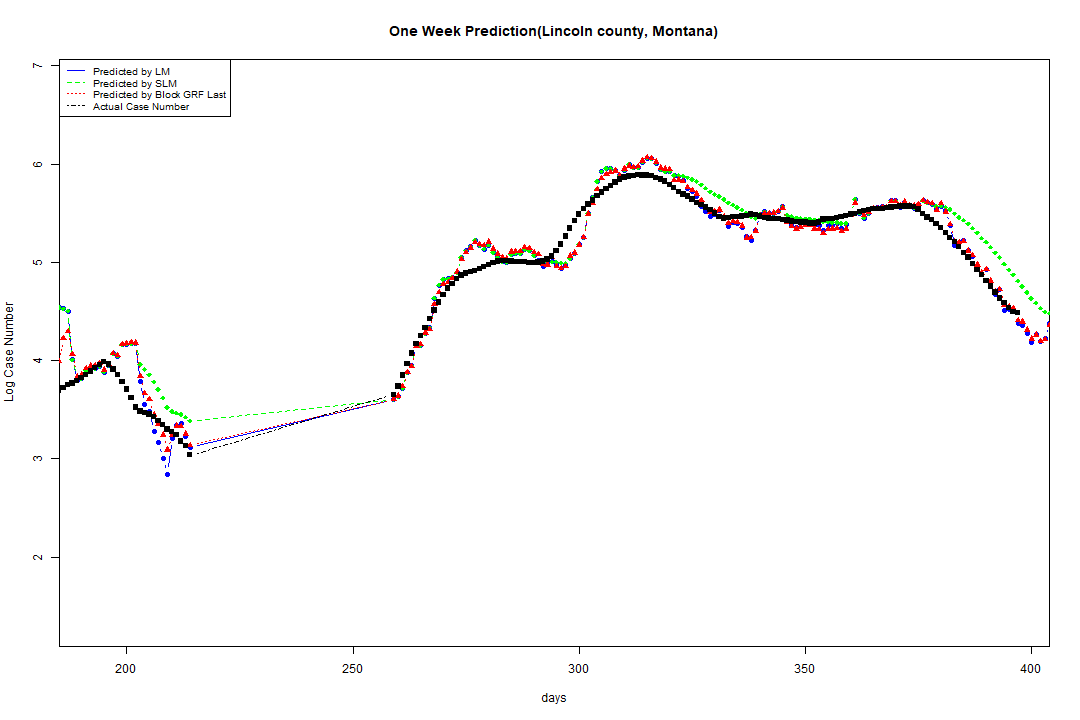 One Week Prediction(Lincoln county, Montana)
Predicted by LM
Predicted by SLM
Predicted by Block GRF Last
Actual Case Number
Log Case Number
7
6
5
4
3
2
200 250 300 350 400
days